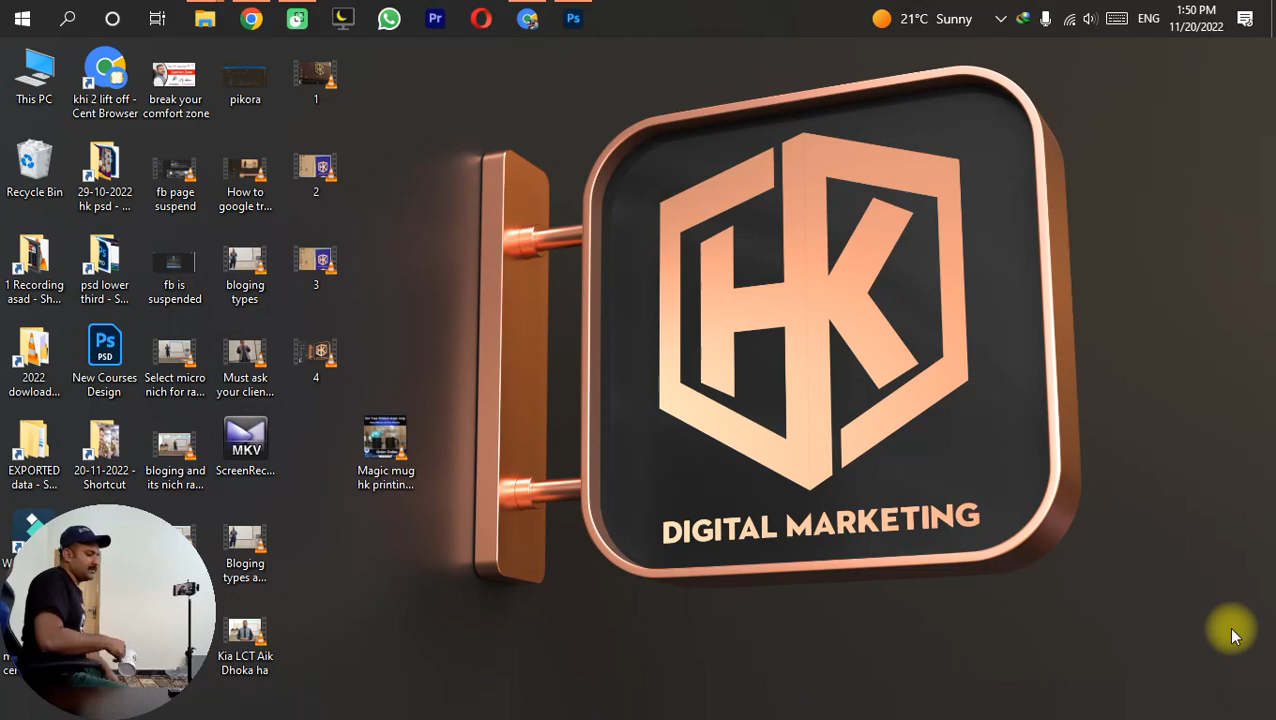 21°C Sunny
ENG
1:50 PM
11/20/2022
Pr
Ps
This PC
khi 2 lift off -
Cent Browser
break your
comfort zone
pikora
1
Recycle Bin
29-10-2022
hk psd - ...
fb page
suspend
How to
google tr...
2
1 Recording
asad - Sh...
psd lower
third - S...
fb is
suspended
bloging
types
3
2022
dowload...
Ps
PSD
New Courses
Design
Select micro
nich for ra...
Must ask
your clien...
4
EXPORTED
data - S...
20-11-2022 -
Shortcut
bloging and
its nich ra...
MKV
ScreenRec...
Magic mug
hk printin...
Bloging
types a...
Kia LCT Aik
Dhoka ha
HK
DIGITAL MARKETING